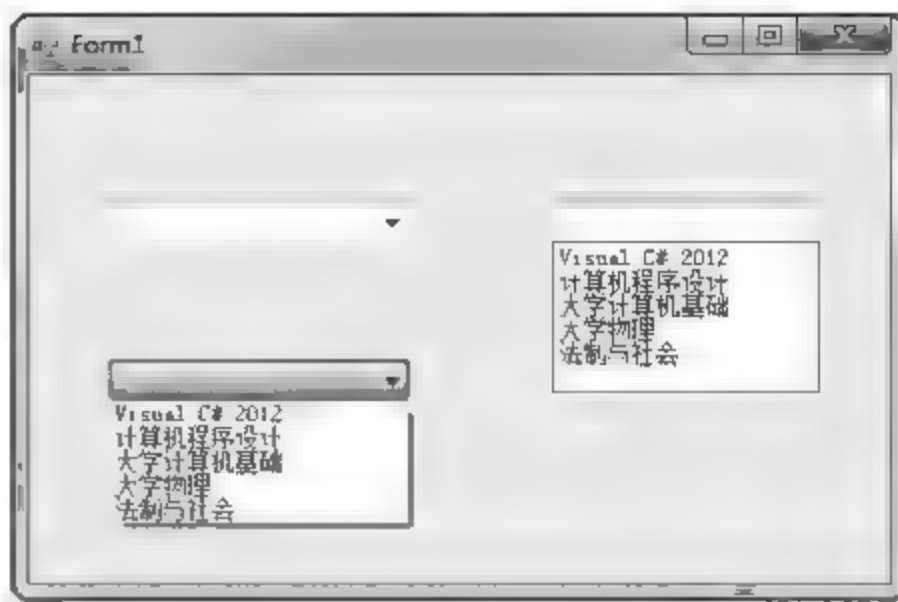 Form1
Visual C# 2012
计算机程序设计
大学计算机基础
大学物理
法制与社会
Visual C# 2012
计算机程序设计
大学计算机基础
大学物理
法制与社会